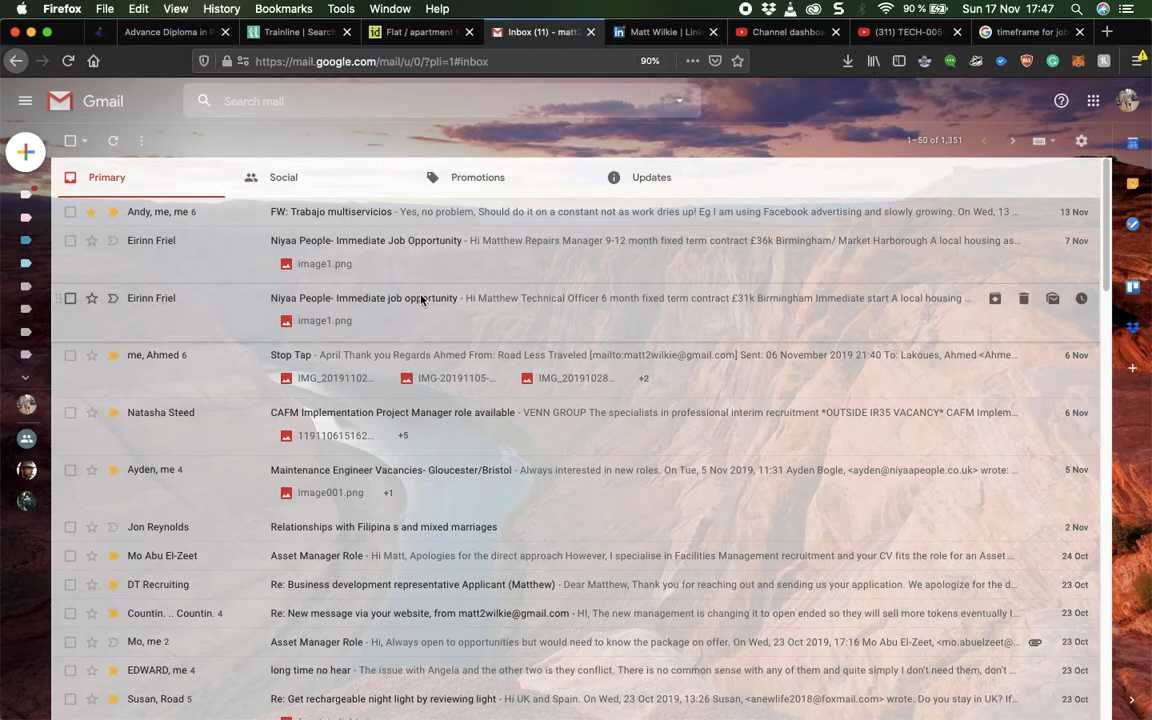 Firefox File Edit View History Bookmarks Tools Window Help 90 % Sun 17 Nov 17:47
Advance Diploma in P Trainline | Search Flat / apartment f Inbox (11) - matt2 Matt Wilkie | Link Channel dashboa (311) TECH-005 timeframe for job
https://mail.google.com/mail/u/0/?pli=1#inbox 90%
Gmail Search mail
1–50 of 1,351
Primary Social Promotions Updates
Andy, me, me 6 FW: Trabajo multiservicios - Yes, no problem, Should do it on a constant not as work dries up! Eg I am using Facebook advertising and slowly growing. On Wed, 13 ... 13 Nov
Eirinn Friel Niyaa People- Immediate Job Opportunity - Hi Matthew Repairs Manager 9-12 month fixed term contract £36k Birmingham/ Market Harborough A local housing as... 7 Nov
image1.png
Eirinn Friel Niyaa People- Immediate job opportunity - Hi Matthew Technical Officer 6 month fixed term contract £31k Birmingham Immediate start A local housing ...
image1.png
me, Ahmed 6 Stop Tap - April Thank you Regards Ahmed From: Road Less Traveled [mailto:matt2wilkie@gmail.com] Sent: 06 November 2019 21:40 To: Lakoues, Ahmed <Ahme... 6 Nov
IMG_20191102... IMG-20191105-... IMG_20191028... +2
Natasha Steed CAFM Implementation Project Manager role available - VENN GROUP The specialists in professional interim recruitment *OUTSIDE IR35 VACANCY* CAFM Implem... 6 Nov
119110615162... +5
Ayden, me 4 Maintenance Engineer Vacancies- Gloucester/Bristol - Always interested in new roles. On Tue, 5 Nov 2019, 11:31 Ayden Bogle, <ayden@niyaapeople.co.uk> wrote: ... 5 Nov
image001.png +1
Jon Reynolds Relationships with Filipina s and mixed marriages 2 Nov
Mo Abu El-Zeet Asset Manager Role - Hi Matt, Apologies for the direct approach However, I specialise in Facilities Management recruitment and your CV fits the role for an Asset ... 24 Oct
DT Recruiting Re: Business development representative Applicant (Matthew) - Dear Matthew, Thank you for reaching out and sending us your application. We apologize for the d... 23 Oct
Countin. .. Countin. 4 Re: New message via your website, from matt2wilkie@gmail.com - HI, The new management is changing it to open ended so they will sell more tokens eventually I... 23 Oct
Mo, me 2 Asset Manager Role - Hi, Always open to opportunities but would need to know the package on offer. On Wed, 23 Oct 2019, 17:16 Mo Abu El-Zeet, <mo.abuelzeet@... 23 Oct
EDWARD, me 4 long time no hear - The issue with Angela and the other two is they conflict. There is no common sense with any of them and quite simply I don't need them, don't ... 23 Oct
Susan, Road 5 Re: Get rechargeable night light by reviewing light - Hi UK and Spain. On Wed, 23 Oct 2019, 13:26 Susan, <anewlife2018@foxmail.com> wrote: Do you stay in UK? If... 23 Oct